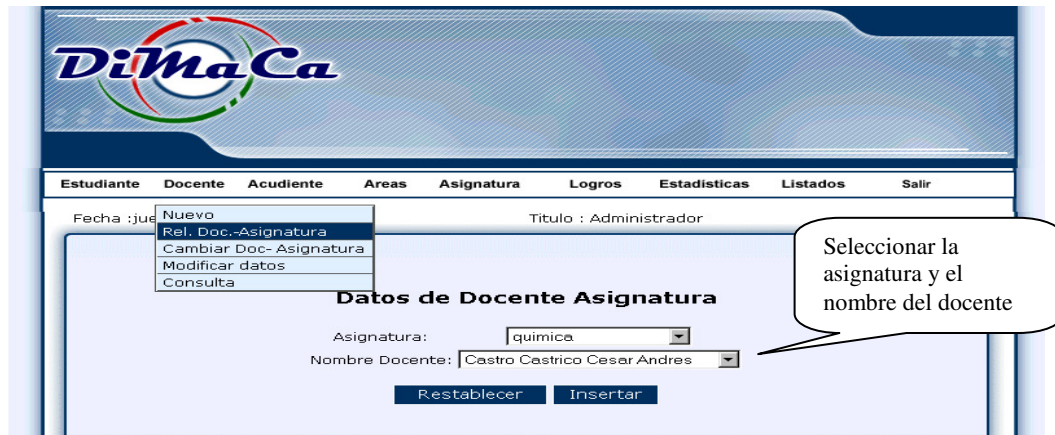 DiMaCa
Estudiante Docente Acudiente Areas Asignatura Logros Estadísticas Listados Salir
Fecha :jue
Titulo : Administrador
Nuevo
Rel. Doc.-Asignatura
Cambiar Doc- Asignatura
Modificar datos
Consulta
Seleccionar la
asignatura y el
nombre del docente
Datos de Docente Asignatura
Asignatura: quimica
Nombre Docente: Castro Castrico Cesar Andres
Restablecer Insertar